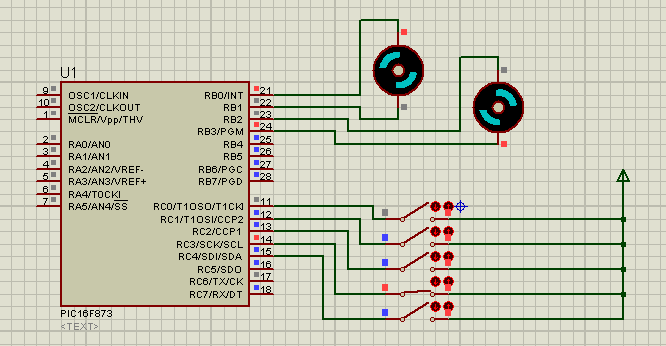 U1
9 OSC1/CLKIN RB0/INT 21
10 OSC2/CLKOUT RB1 22
1 MCLR/Vpp/THV RB2 23
RB3/PGM 24
2 RA0/AN0 RB4 25
3 RA1/AN1 RB5 26
4 RA2/AN2/VREF- RB6/PGC 27
5 RA3/AN3/VREF+ RB7/PGD 28
6 RA4/T0CKI
7 RA5/AN4/SS RC0/T1OSO/T1CKI 11
RC1/T1OSI/CCP2 12
RC2/CCP1 13
RC3/SCK/SCL 14
RC4/SDI/SDA 15
RC5/SDO 16
RC6/TX/CK 17
RC7/RX/DT 18
PIC16F873
<TEXT>